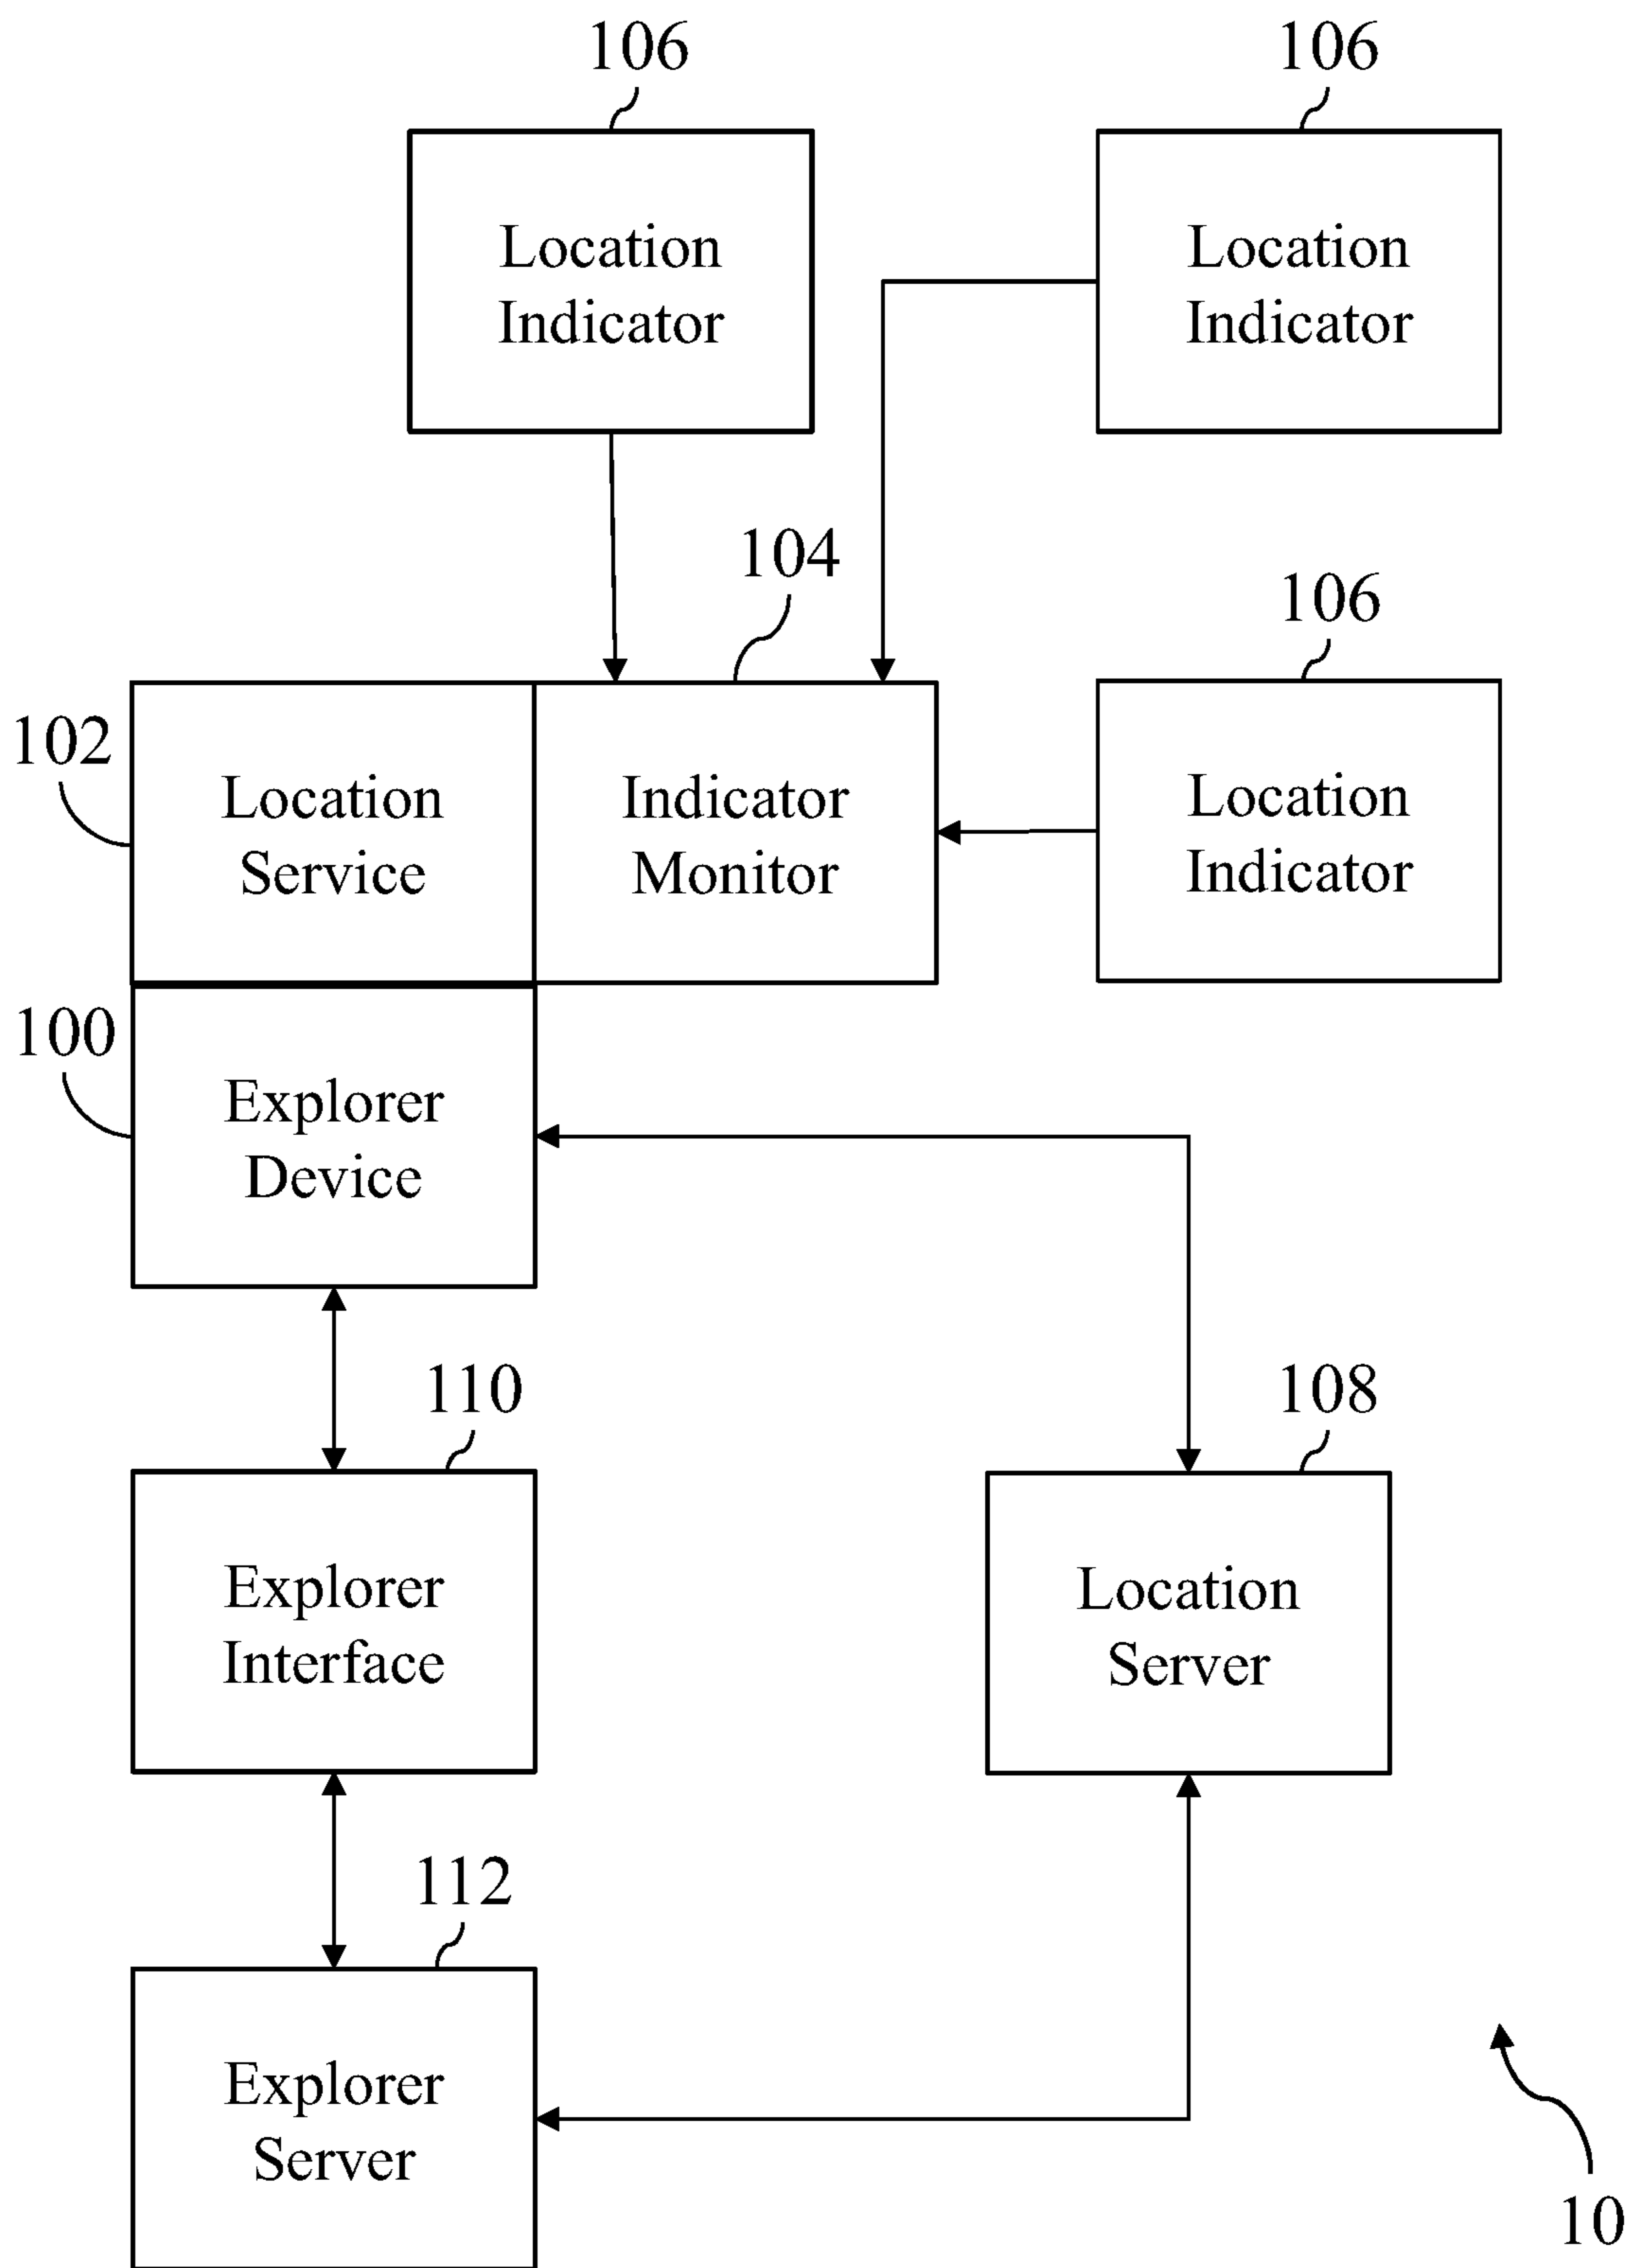 106
106
Location
Indicator
Location
Indicator
104
106
102
Location
Service
Indicator
Monitor
Location
Indicator
100
Explorer
Device
110
108
Explorer
Interface
Location
Server
112
Explorer
Server
10